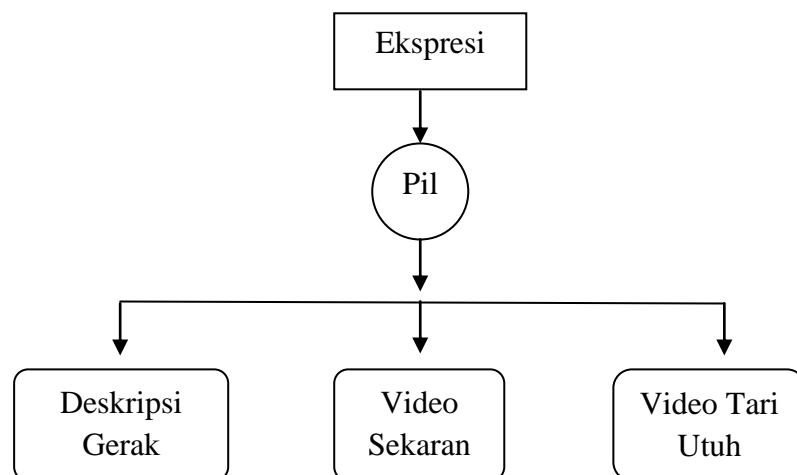 Ekspresi
Pil
Deskripsi
Gerak
Video
Sekaran
Video Tari
Utuh